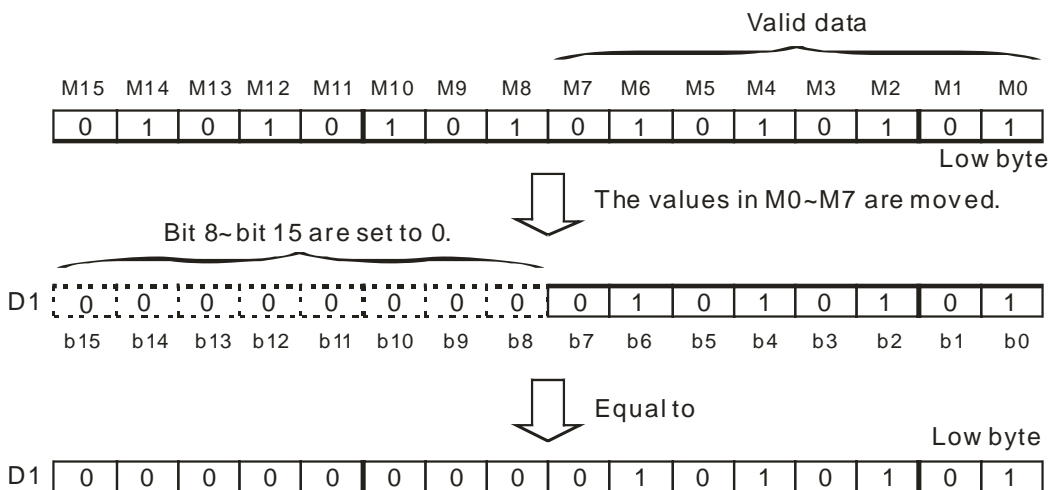 Valid data
M15 M14 M13 M12 M11 M10 M9 M8 M7 M6 M5 M4 M3 M2 M1 M0
0 1 0 1 0 1 0 1 0 1 0 1 0 1 0 1
Low byte
The values in M0~M7 are moved.
Bit 8~bit 15 are set to 0.
D1 0 0 0 0 0 0 0 0 0 1 0 1 0 1 0 1
b15 b14 b13 b12 b11 b10 b9 b8 b7 b6 b5 b4 b3 b2 b1 b0
Equal to
Low byte
D1 0 0 0 0 0 0 0 0 0 1 0 1 0 1 0 1